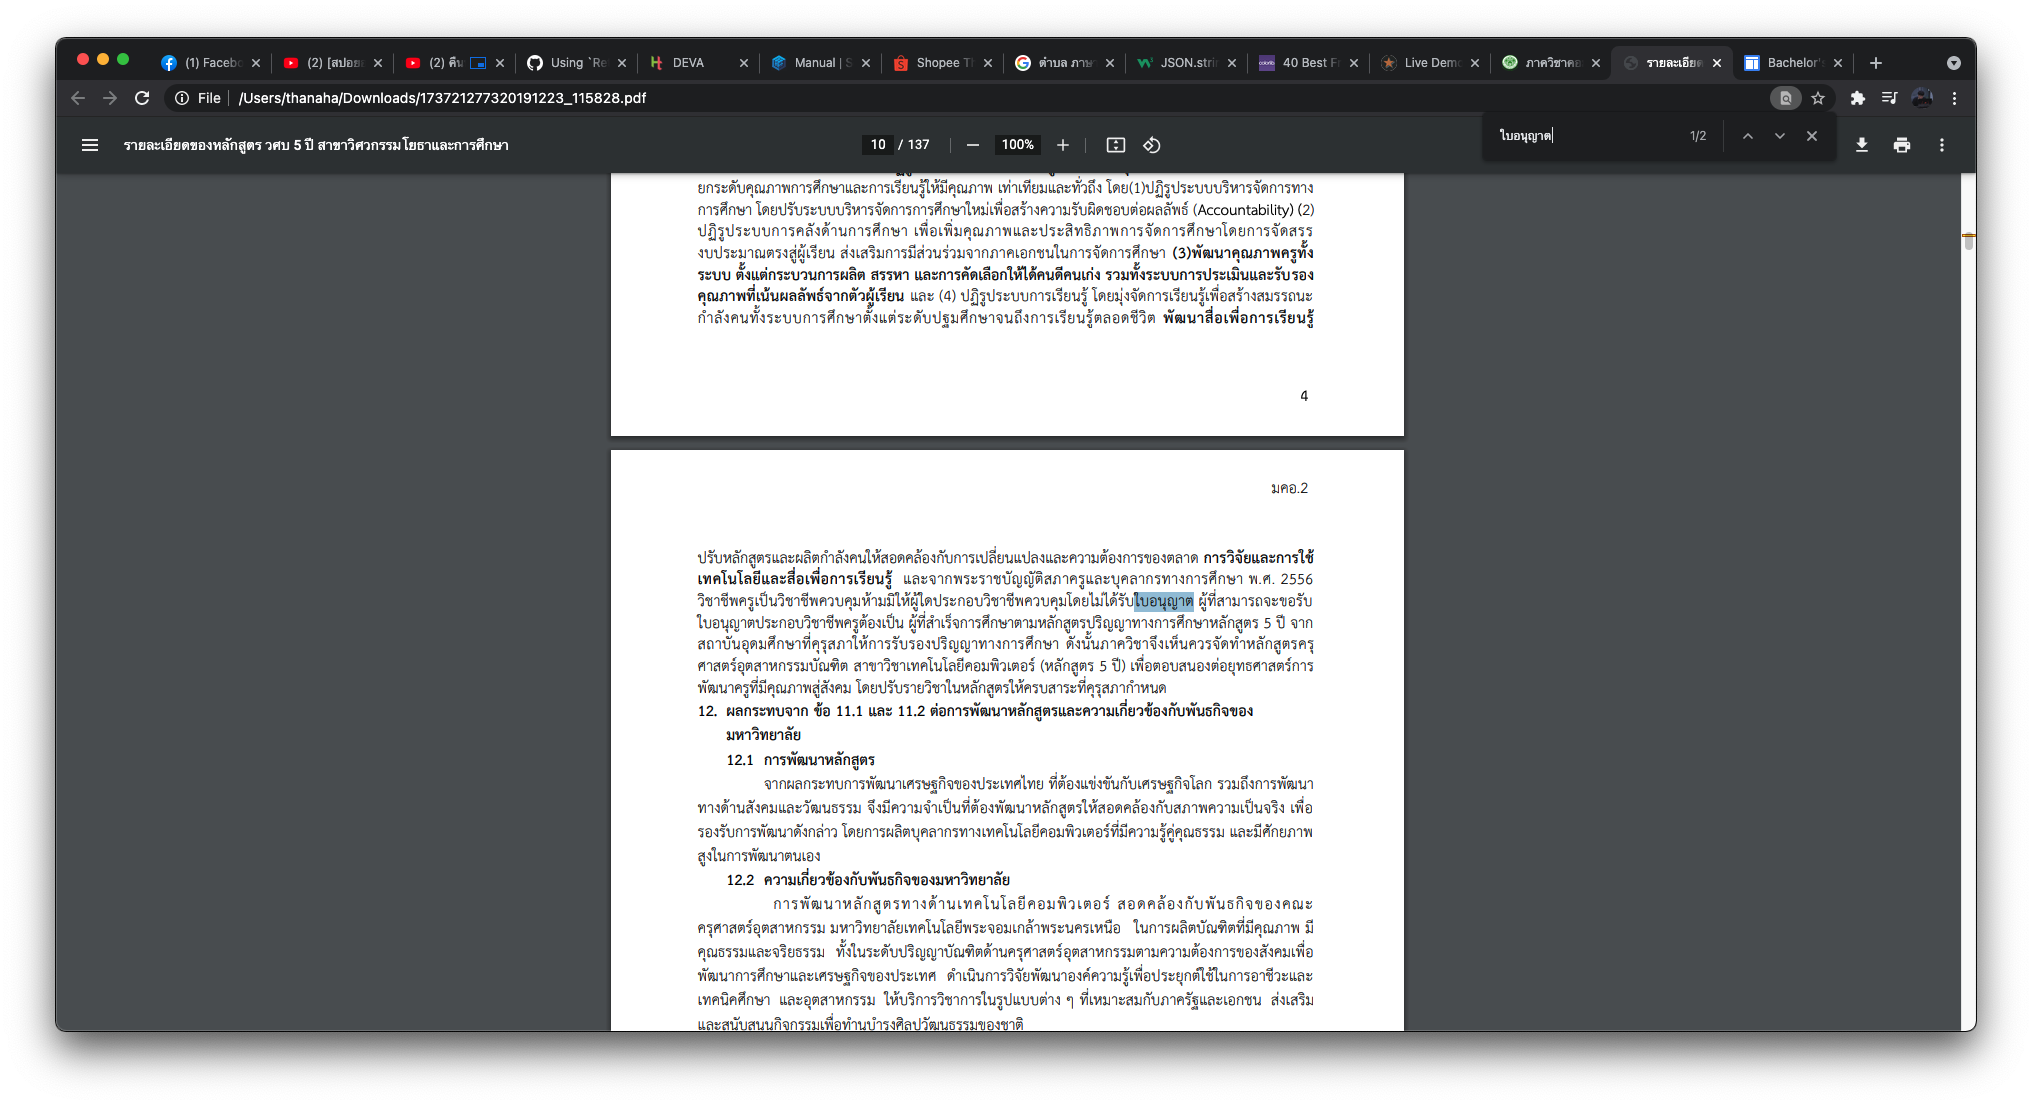 (1) Facebo
(2) [สปอย
(2) คืน
Using `Re
DEVA
Manual | S
Shopee Th
ตำบล ภาษ
JSON.strin
40 Best Fr
Live Demo
ภาควิชาคอ
รายละเอียด
Bachelor's
File
/Users/thanaha/Downloads/173721277320191223_115828.pdf
ใบอนุญาต
1/2
รายละเอียดของหลักสูตร วศบ 5 ปี สาขาวิศวกรรมโยธาและการศึกษา
10 / 137
100%
ยกระดับคุณภาพการศึกษาและการเรียนรู้ให้มีคุณภาพ เท่าเทียมและทั่วถึง โดย(1)ปฏิรูประบบบริหารจัดการทาง
การศึกษา โดยปรับระบบบริหารจัดการการศึกษาใหม่เพื่อสร้างความรับผิดชอบต่อผลลัพธ์ (Accountability) (2)
ปฏิรูประบบการคลังด้านการศึกษา เพื่อเพิ่มคุณภาพและประสิทธิภาพการจัดการศึกษาโดยการจัดสรร
งบประมาณตรงสู่ผู้เรียน ส่งเสริมการมีส่วนร่วมจากภาคเอกชนในการจัดการศึกษา (3)พัฒนาคุณภาพครูทั้ง
ระบบ ตั้งแต่กระบวนการผลิต สรรหา และการคัดเลือกให้ได้คนดีคนเก่ง รวมทั้งระบบการประเมินและรับรอง
คุณภาพที่เน้นผลลัพธ์จากตัวผู้เรียน และ (4) ปฏิรูประบบการเรียนรู้ โดยมุ่งจัดการเรียนรู้เพื่อสร้างสมรรถนะ
กำลังคนทั้งระบบการศึกษาตั้งแต่ระดับปฐมศึกษาจนถึงการเรียนรู้ตลอดชีวิต พัฒนาสื่อเพื่อการเรียนรู้
4
มคอ.2
ปรับหลักสูตรและผลิตกำลังคนให้สอดคล้องกับการเปลี่ยนแปลงและความต้องการของตลาด การวิจัยและการใช้
เทคโนโลยีและสื่อเพื่อการเรียนรู้ และจากพระราชบัญญัติสภาครูและบุคลากรทางการศึกษา พ.ศ. 2556
วิชาชีพครูเป็นวิชาชีพควบคุมห้ามมิให้ผู้ใดประกอบวิชาชีพควบคุมโดยไม่ได้รับใบอนุญาต ผู้ที่สามารถจะขอรับ
ใบอนุญาตประกอบวิชาชีพครูต้องเป็น ผู้ที่สำเร็จการศึกษาตามหลักสูตรปริญญาทางการศึกษาหลักสูตร 5 ปี จาก
สถาบันอุดมศึกษาที่คุรุสภาให้การรับรองปริญญาทางการศึกษา ดังนั้นภาควิชาจึงเห็นควรจัดทำหลักสูตรครุ
ศาสตร์อุตสาหกรรมบัณฑิต สาขาวิชาเทคโนโลยีคอมพิวเตอร์ (หลักสูตร 5 ปี) เพื่อตอบสนองต่อยุทธศาสตร์การ
พัฒนาครูที่มีคุณภาพสู่สังคม โดยปรับรายวิชาในหลักสูตรให้ครบสาระที่คุรุสภากำหนด
12. ผลกระทบจาก ข้อ 11.1 และ 11.2 ต่อการพัฒนาหลักสูตรและความเกี่ยวข้องกับพันธกิจของ
มหาวิทยาลัย
12.1 การพัฒนาหลักสูตร
จากผลกระทบการพัฒนาเศรษฐกิจของประเทศไทย ที่ต้องแข่งขันกับเศรษฐกิจโลก รวมถึงการพัฒนา
ทางด้านสังคมและวัฒนธรรม จึงมีความจำเป็นที่ต้องพัฒนาหลักสูตรให้สอดคล้องกับสภาพความเป็นจริง เพื่อ
รองรับการพัฒนาดังกล่าว โดยการผลิตบุคลากรทางเทคโนโลยีคอมพิวเตอร์ที่มีความรู้คู่คุณธรรม และมีศักยภาพ
สูงในการพัฒนาตนเอง
12.2 ความเกี่ยวข้องกับพันธกิจของมหาวิทยาลัย
การพัฒนาหลักสูตรทางด้านเทคโนโลยีคอมพิวเตอร์ สอดคล้องกับพันธกิจของคณะ
ครุศาสตร์อุตสาหกรรม มหาวิทยาลัยเทคโนโลยีพระจอมเกล้าพระนครเหนือ ในการผลิตบัณฑิตที่มีคุณภาพ มี
คุณธรรมและจริยธรรม ทั้งในระดับปริญญาบัณฑิตด้านครุศาสตร์อุตสาหกรรมตามความต้องการของสังคมเพื่อ
พัฒนาการศึกษาและเศรษฐกิจของประเทศ ดำเนินการวิจัยพัฒนาองค์ความรู้เพื่อประยุกต์ใช้ในการอาชีวะและ
เทคนิคศึกษา และอุตสาหกรรม ให้บริการวิชาการในรูปแบบต่าง ๆ ที่เหมาะสมกับภาครัฐและเอกชน ส่งเสริม
และสนับสนุนกิจกรรมเพื่อทำนุบำรุงศิลปวัฒนธรรมของชาติ